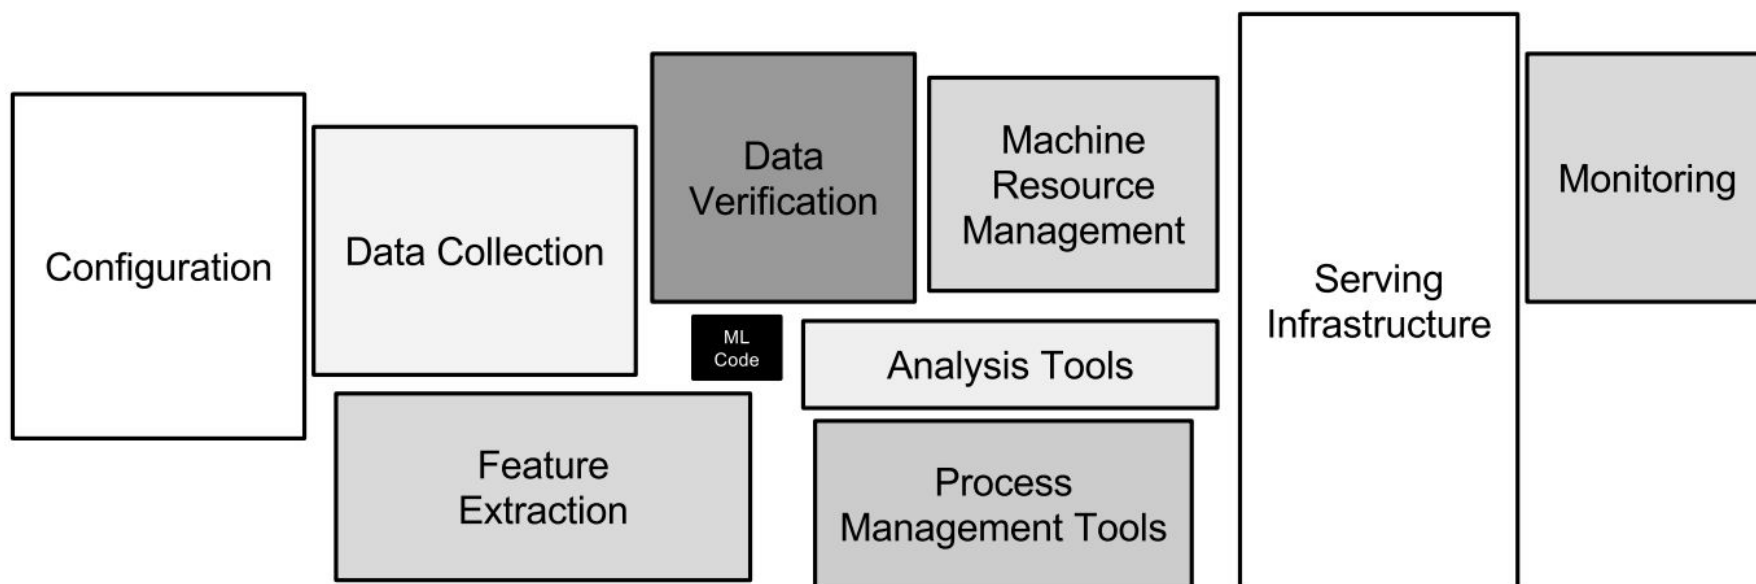 Configuration
Data Collection
Data
Verification
Machine
Resource
Management
Monitoring
Serving
Infrastructure
ML
Code
Analysis Tools
Feature
Extraction
Process
Management Tools